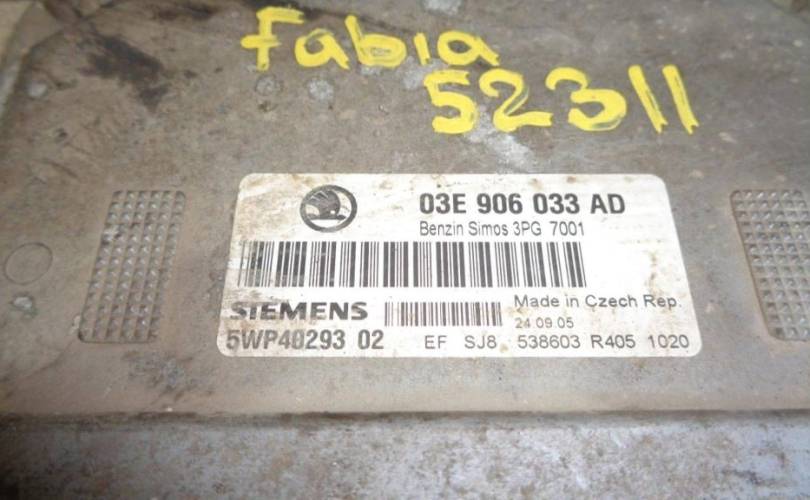 Fabia
52311
03E 906 033 AD
Benzin Simos 3PG 7001
SIEMENS
Made in Czech Rep.
24.09.05
5WP40293 02
EF SJ8 538603 R405 1020